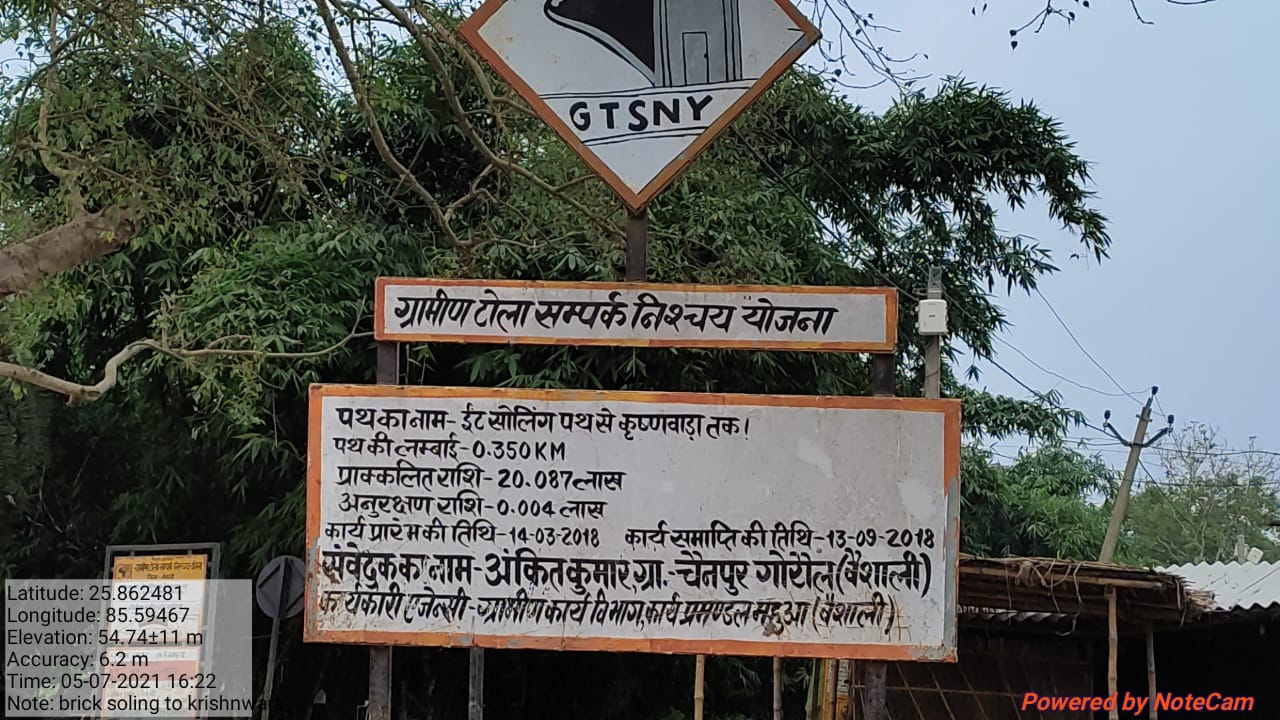 GTSNY
ग्रामीण टोला सम्पर्क निश्चय योजना
पथ का नाम- ईट सोलिंग पथ से कृष्णवाड़ा तक।
पथ की लम्बाई-0.350KM
प्राक्कलित राशि-20.087 लाख
अनुरक्षण राशि-0.004 लाख
कार्य प्रारंभ की तिथि-14-03-2018 कार्य समाप्ति की तिथि-13-09-2018
संवेदक का नाम-अंकित कुमार, ग्रा.-चैनपुर गोरौल (वैशाली)
कार्यकारी एजेन्सी-ग्रामीण कार्य विभाग, कार्य प्रमण्डल महुआ (वैशाली)
Latitude: 25.862481
Longitude: 85.59467
Elevation: 54.74±11 m
Accuracy: 6.2 m
Time: 05-07-2021 16:22
Note: brick soling to krishnwara
Powered by NoteCam